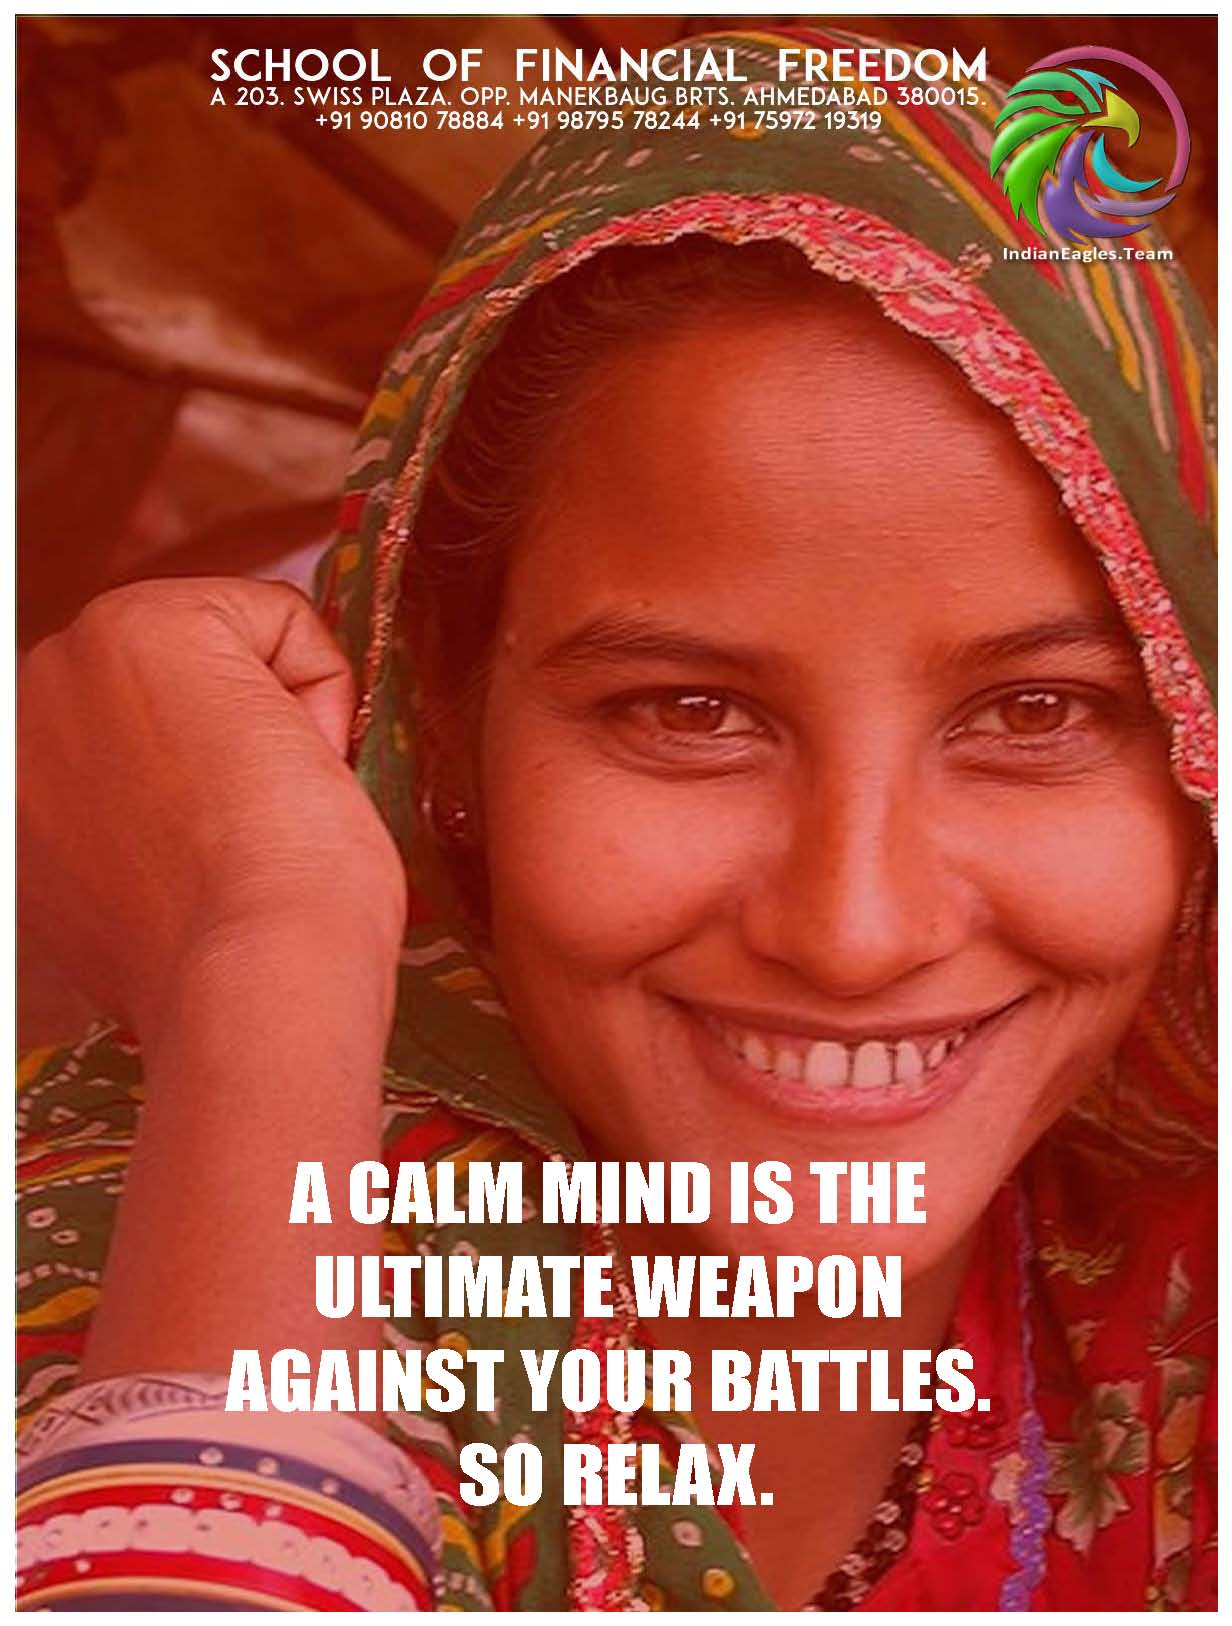 SCHOOL OF FINANCIAL FREEDOM
A 203. SWISS PLAZA. OPP. MANEKBAUG BRTS. AHMEDABAD 380015.
+91 90810 78884 +91 98795 78244 +91 75972 19319
IndianEagles.Team
A CALM MIND IS THE
ULTIMATE WEAPON
AGAINST YOUR BATTLES.
SO RELAX.